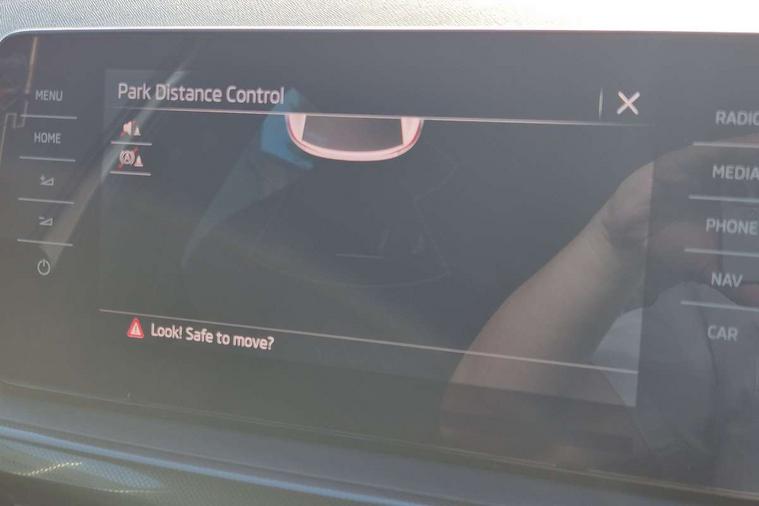 Park Distance Control
MENU
HOME
Look! Safe to move?
RADIO
MEDIA
PHONE
NAV
CAR